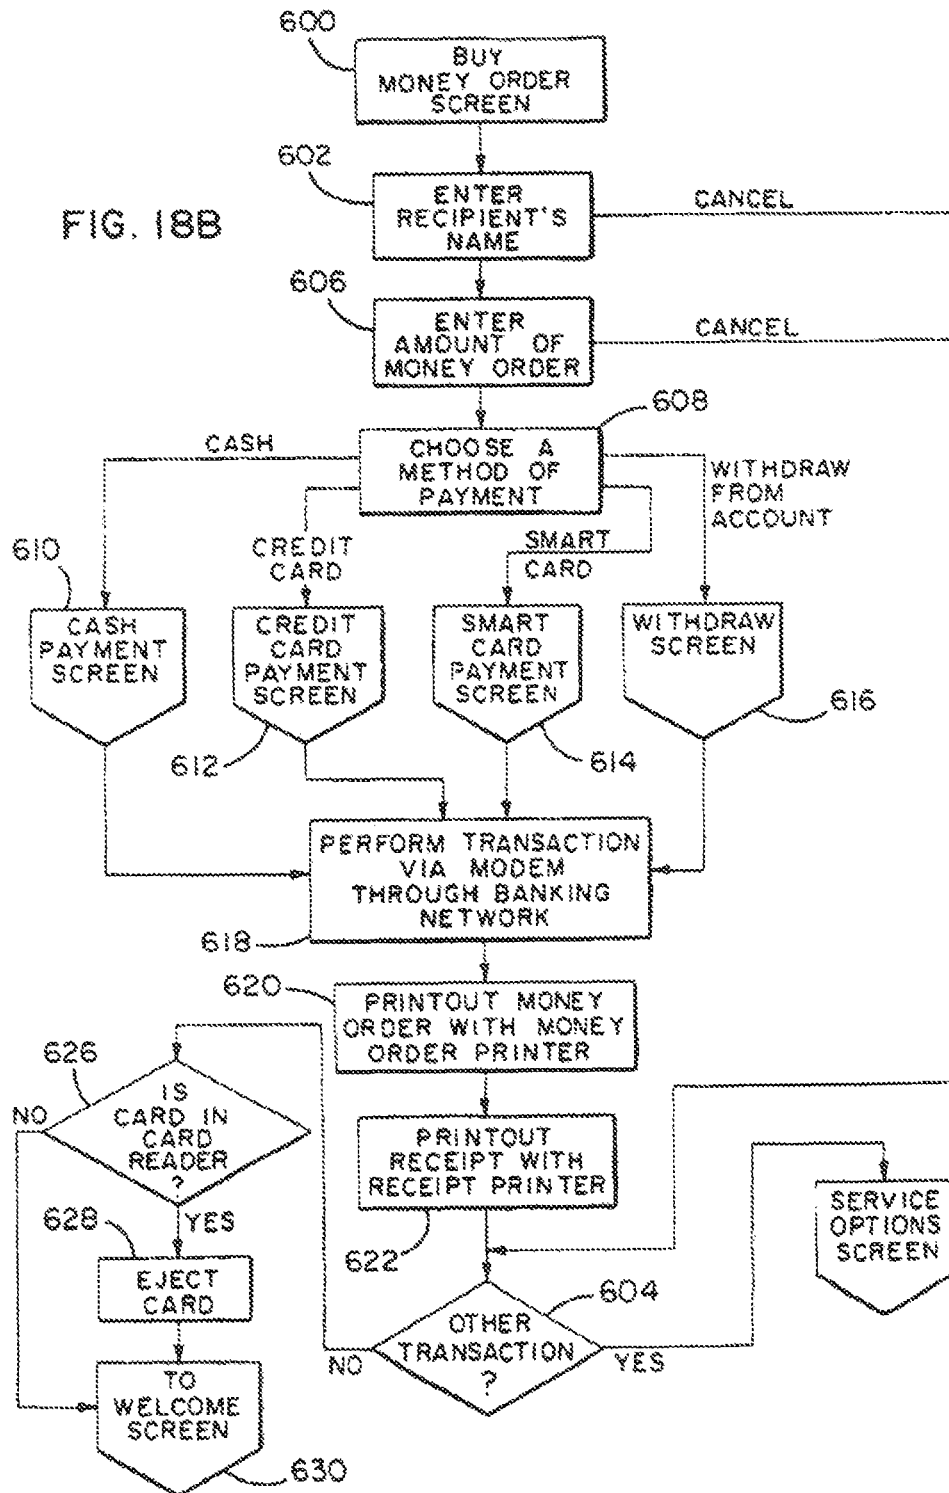 600
BUY
MONEY ORDER
SCREEN
602
FIG. 18B
ENTER
RECIPIENT'S
NAME
CANCEL
606
ENTER
AMOUNT OF
MONEY ORDER
CANCEL
608
CASH
CHOOSE A
METHOD OF
PAYMENT
WITHDRAW
FROM
ACCOUNT
CREDIT
CARD
SMART
CARD
610
CASH
PAYMENT
SCREEN
CREDIT
CARD
PAYMENT
SCREEN
SMART
CARD
PAYMENT
SCREEN
WITHDRAW
SCREEN
612
614
616
PERFORM TRANSACTION
VIA MODEM
THROUGH BANKING
NETWORK
618
620
PRINTOUT MONEY
ORDER WITH MONEY
ORDER PRINTER
626
NO
IS
CARD IN
CARD
READER
?
PRINTOUT
RECEIPT WITH
RECEIPT PRINTER
622
SERVICE
OPTIONS
SCREEN
628
YES
EJECT
CARD
604
OTHER
TRANSACTION
?
NO
YES
TO
WELCOME
SCREEN
630